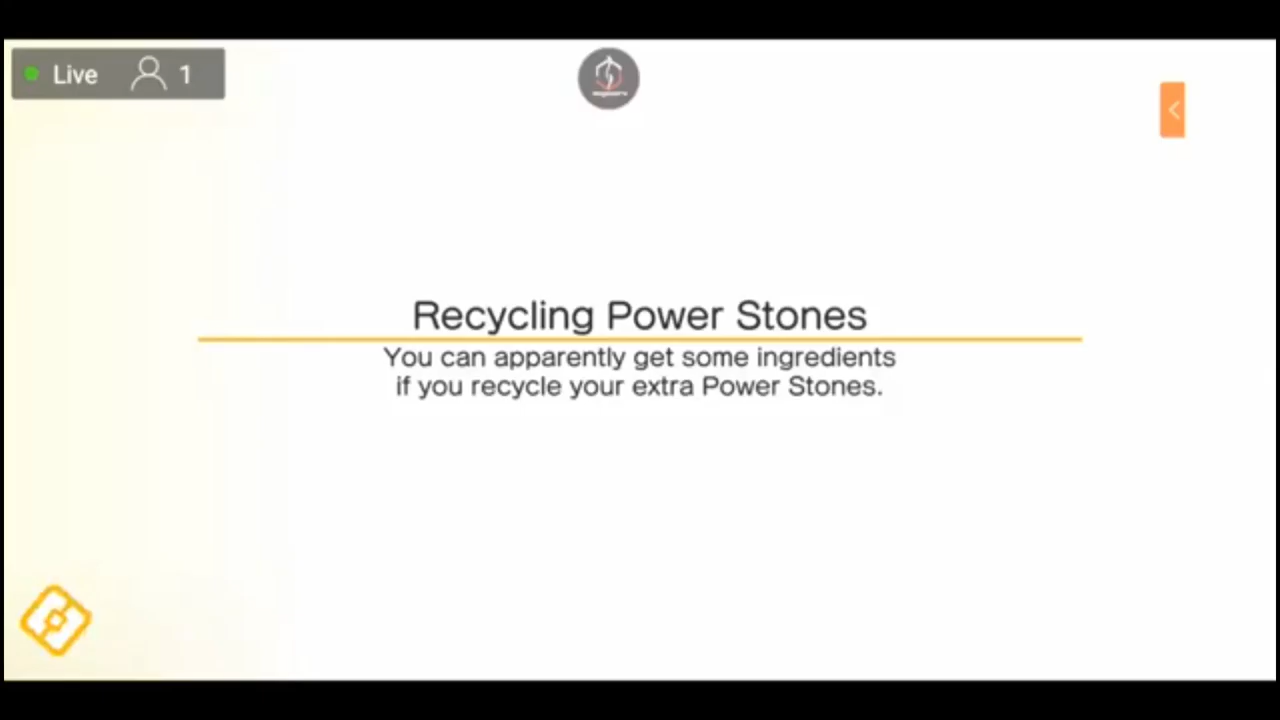 Live 1
Recycling Power Stones
You can apparently get some ingredients
if you recycle your extra Power Stones.